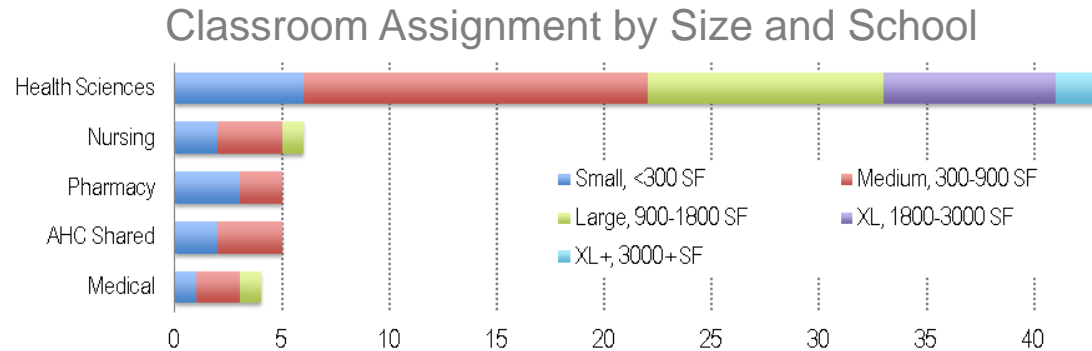 Classroom Assignment by Size and School
Health Sciences
Nursing
Pharmacy
AHC Shared
Medical
Small, <300 SF
Medium, 300-900 SF
Large, 900-1800 SF
XL, 1800-3000 SF
XL+, 3000+ SF
0 5 10 15 20 25 30 35 40